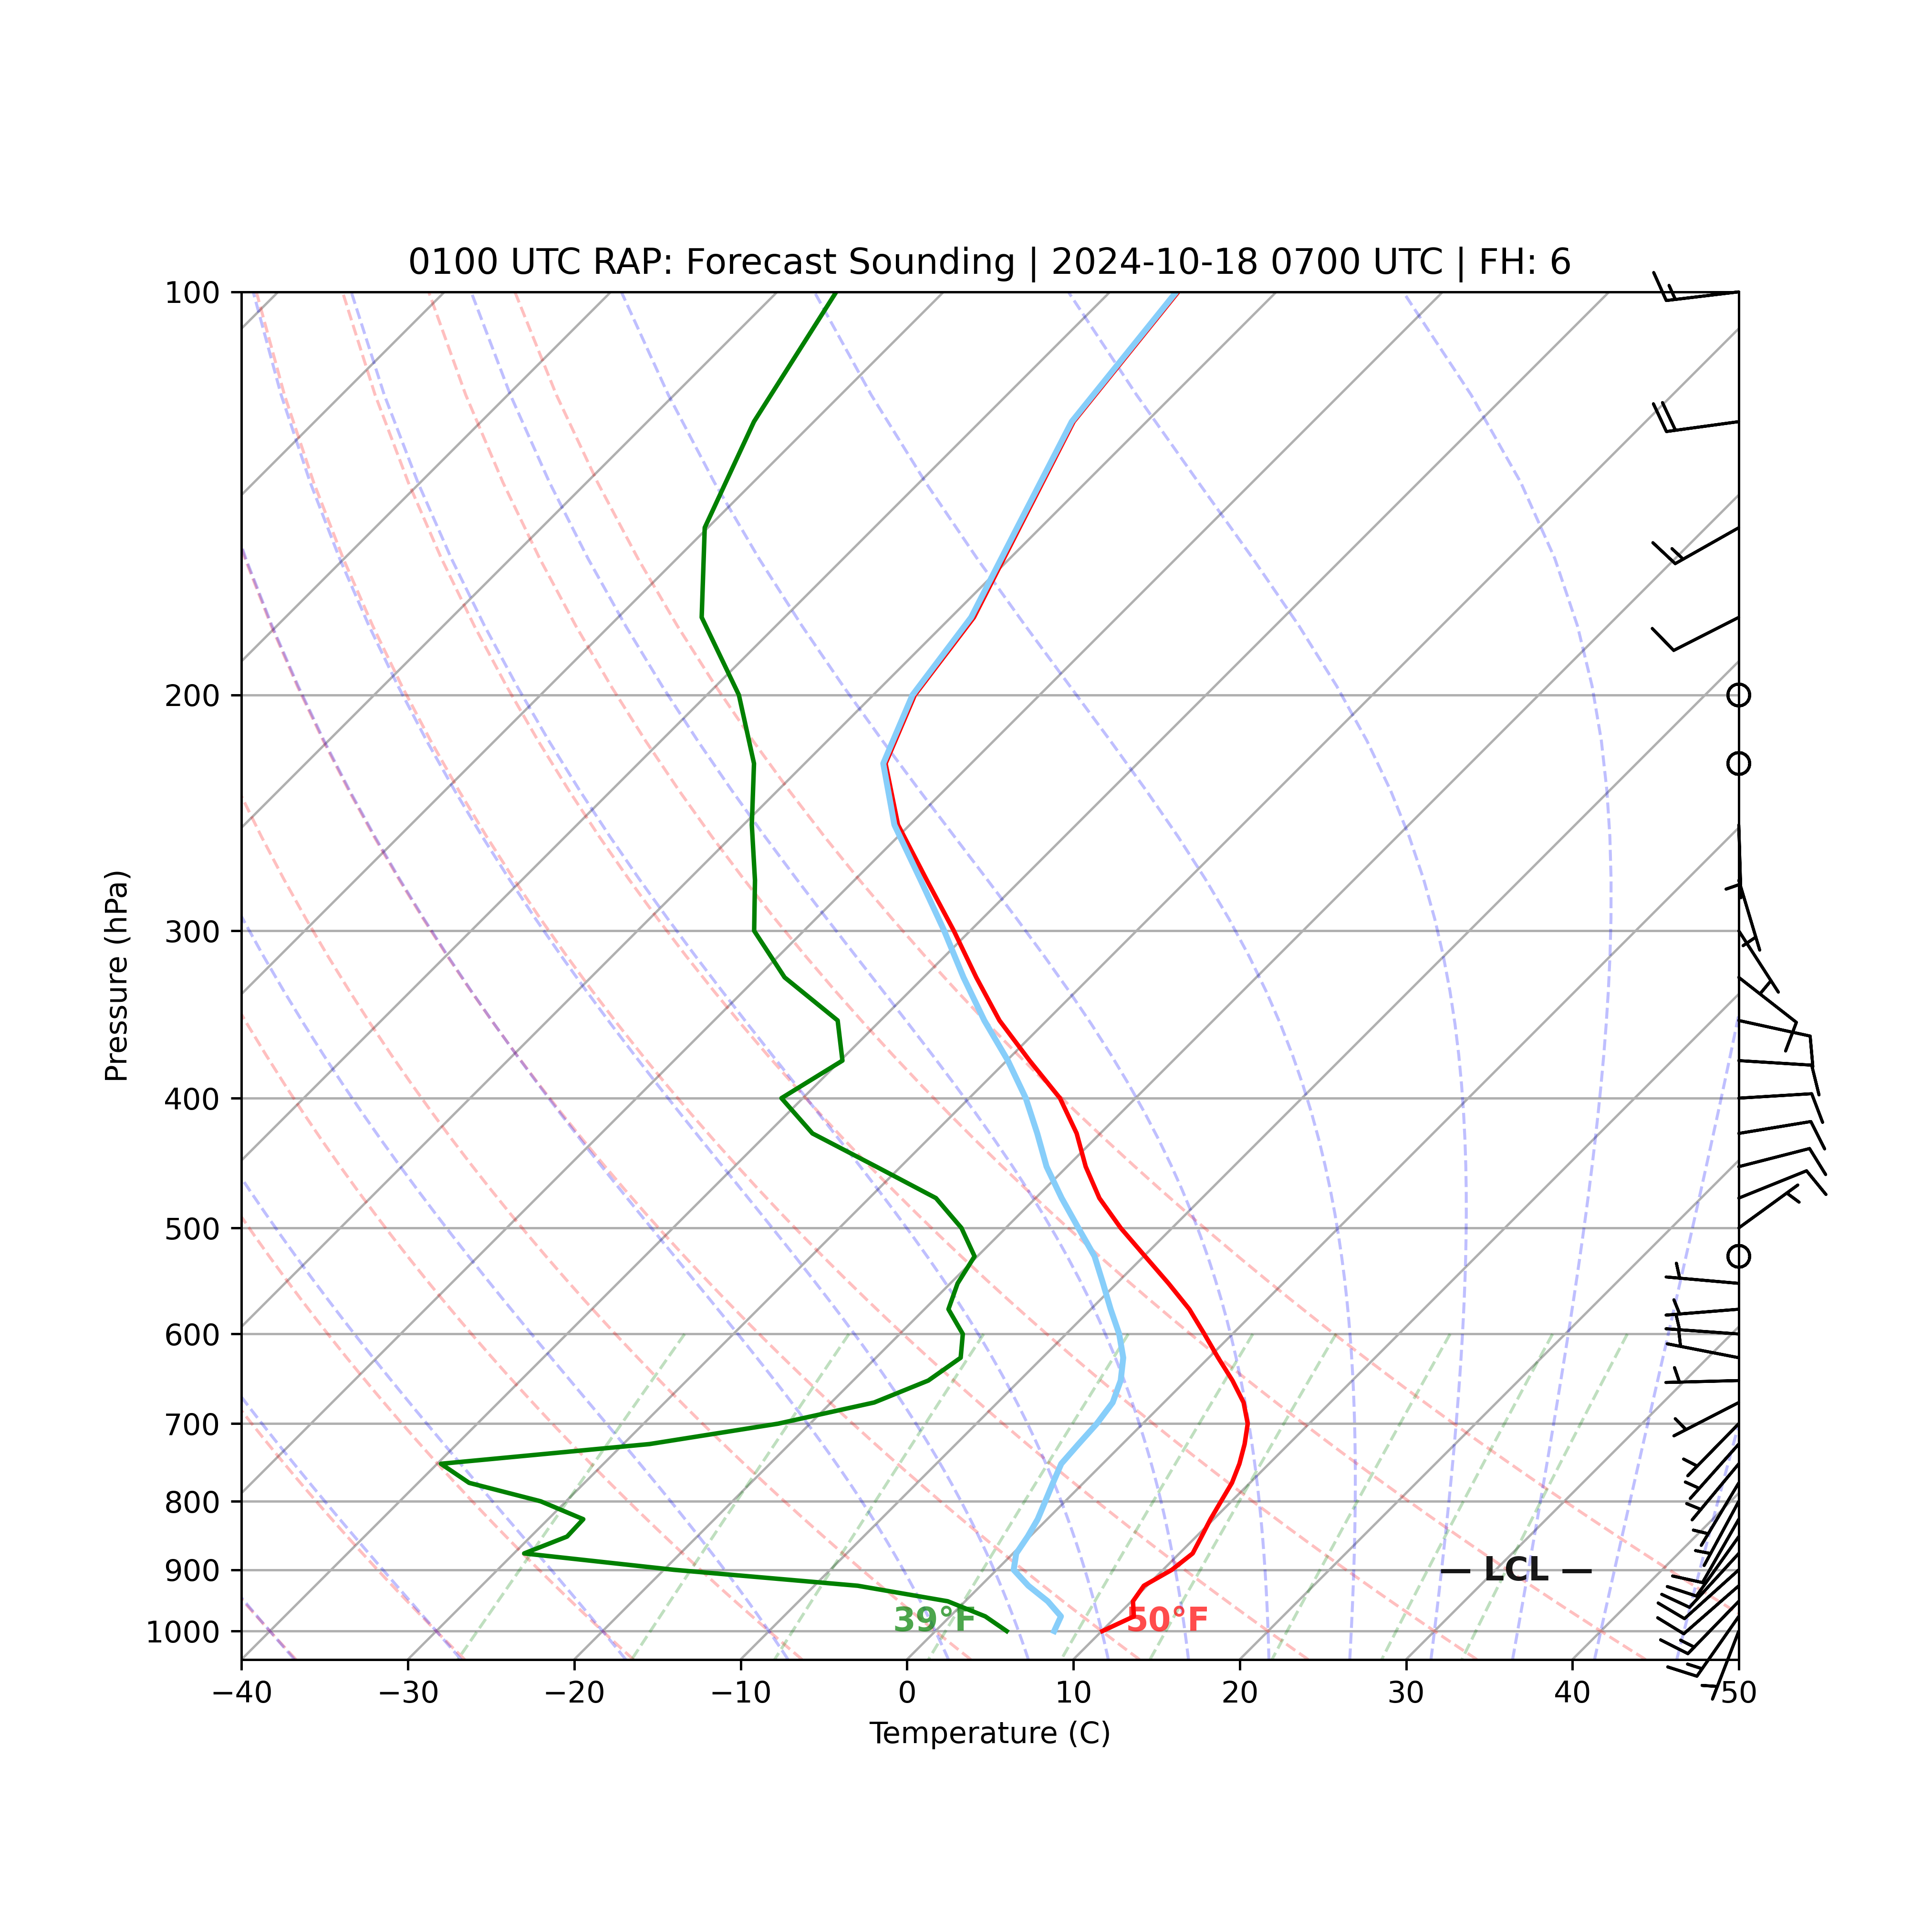 0100 UTC RAP: Forecast Sounding | 2024-10-18 0700 UTC | FH: 6
100
200
300
400
500
600
700
800
900
1000
Pressure (hPa)
— LCL —
39°F
50°F
−40 −30 −20 −10 0 10 20 30 40 50
Temperature (C)